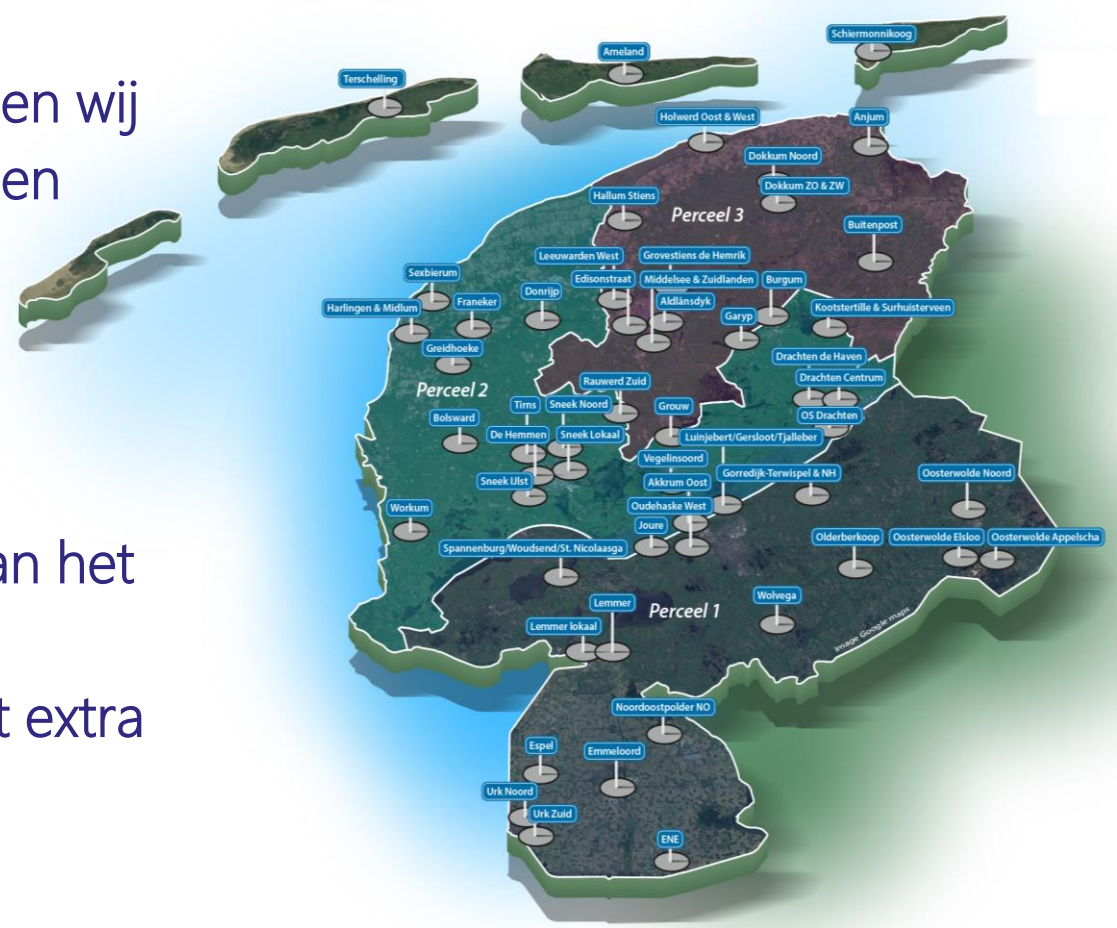 en wij
en
an het
t extra
Schiermonnikoog
Ameland
Terschelling
Holwerd Oost & West
Anjum
Dokkum Noord
Dokkum ZO & ZW
Hallum Stiens
Perceel 3
Buitenpost
Leeuwarden West
Grovestiens de Hemrik
Sexbierum
Edisonstraat
Middelsee & Zuidlanden
Burgum
Donrijp
Harlingen & Midlum
Franeker
Aldlânsdyk
Kootstertille & Surhuisterveen
Garyp
Greidhoeke
Drachten de Haven
Perceel 2
Rauwerd Zuid
Drachten Centrum
Tirns
Sneek Noord
Grouw
Bolsward
OS Drachten
De Hemmen
Sneek Lokaal
Luinjebert/Gersloot/Tjalleber
Vegelinsoord
Sneek IJlst
Akkrum Oost
Gorredijk-Terwispel & NH
Oosterwolde Noord
Workum
Oudehaske West
Joure
Spannenburg/Woudsend/St. Nicolaasga
Olderberkoop
Oosterwolde Elsloo
Oosterwolde Appelscha
Lemmer
Perceel 1
Wolvega
Lemmer lokaal
Image Google maps
Noordoostpolder NO
Espel
Emmeloord
Urk Noord
Urk Zuid
ENE